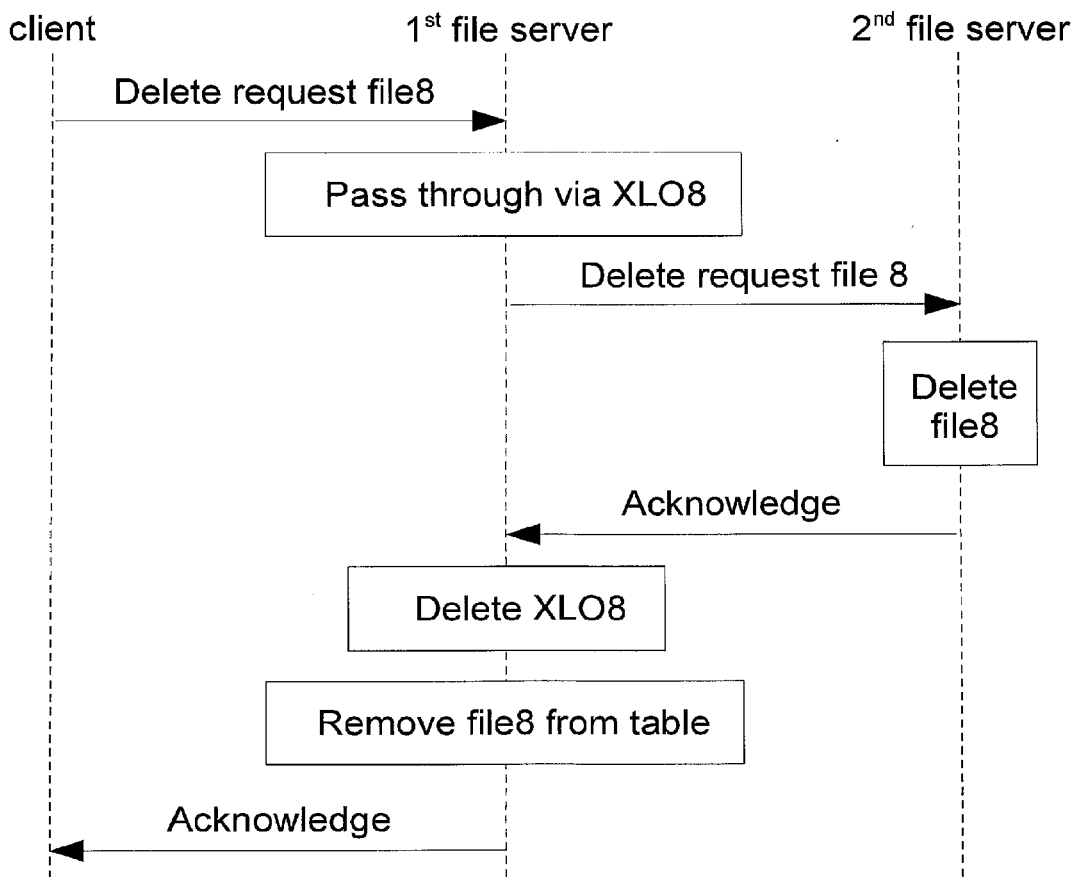 client 1st file server 2nd file server
Delete request file8
Pass through via XLO8
Delete request file 8
Delete
file8
Acknowledge
Delete XLO8
Remove file8 from table
Acknowledge